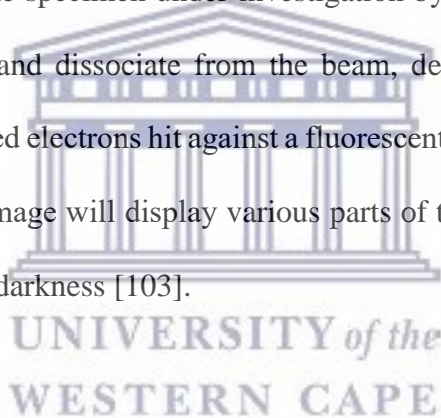 specimen under investigation by
and dissociate from the beam, de
ed electrons hit against a fluorescent
mage will display various parts of t
darkness [103].
UNIVERSITY of the
WESTERN CAPE